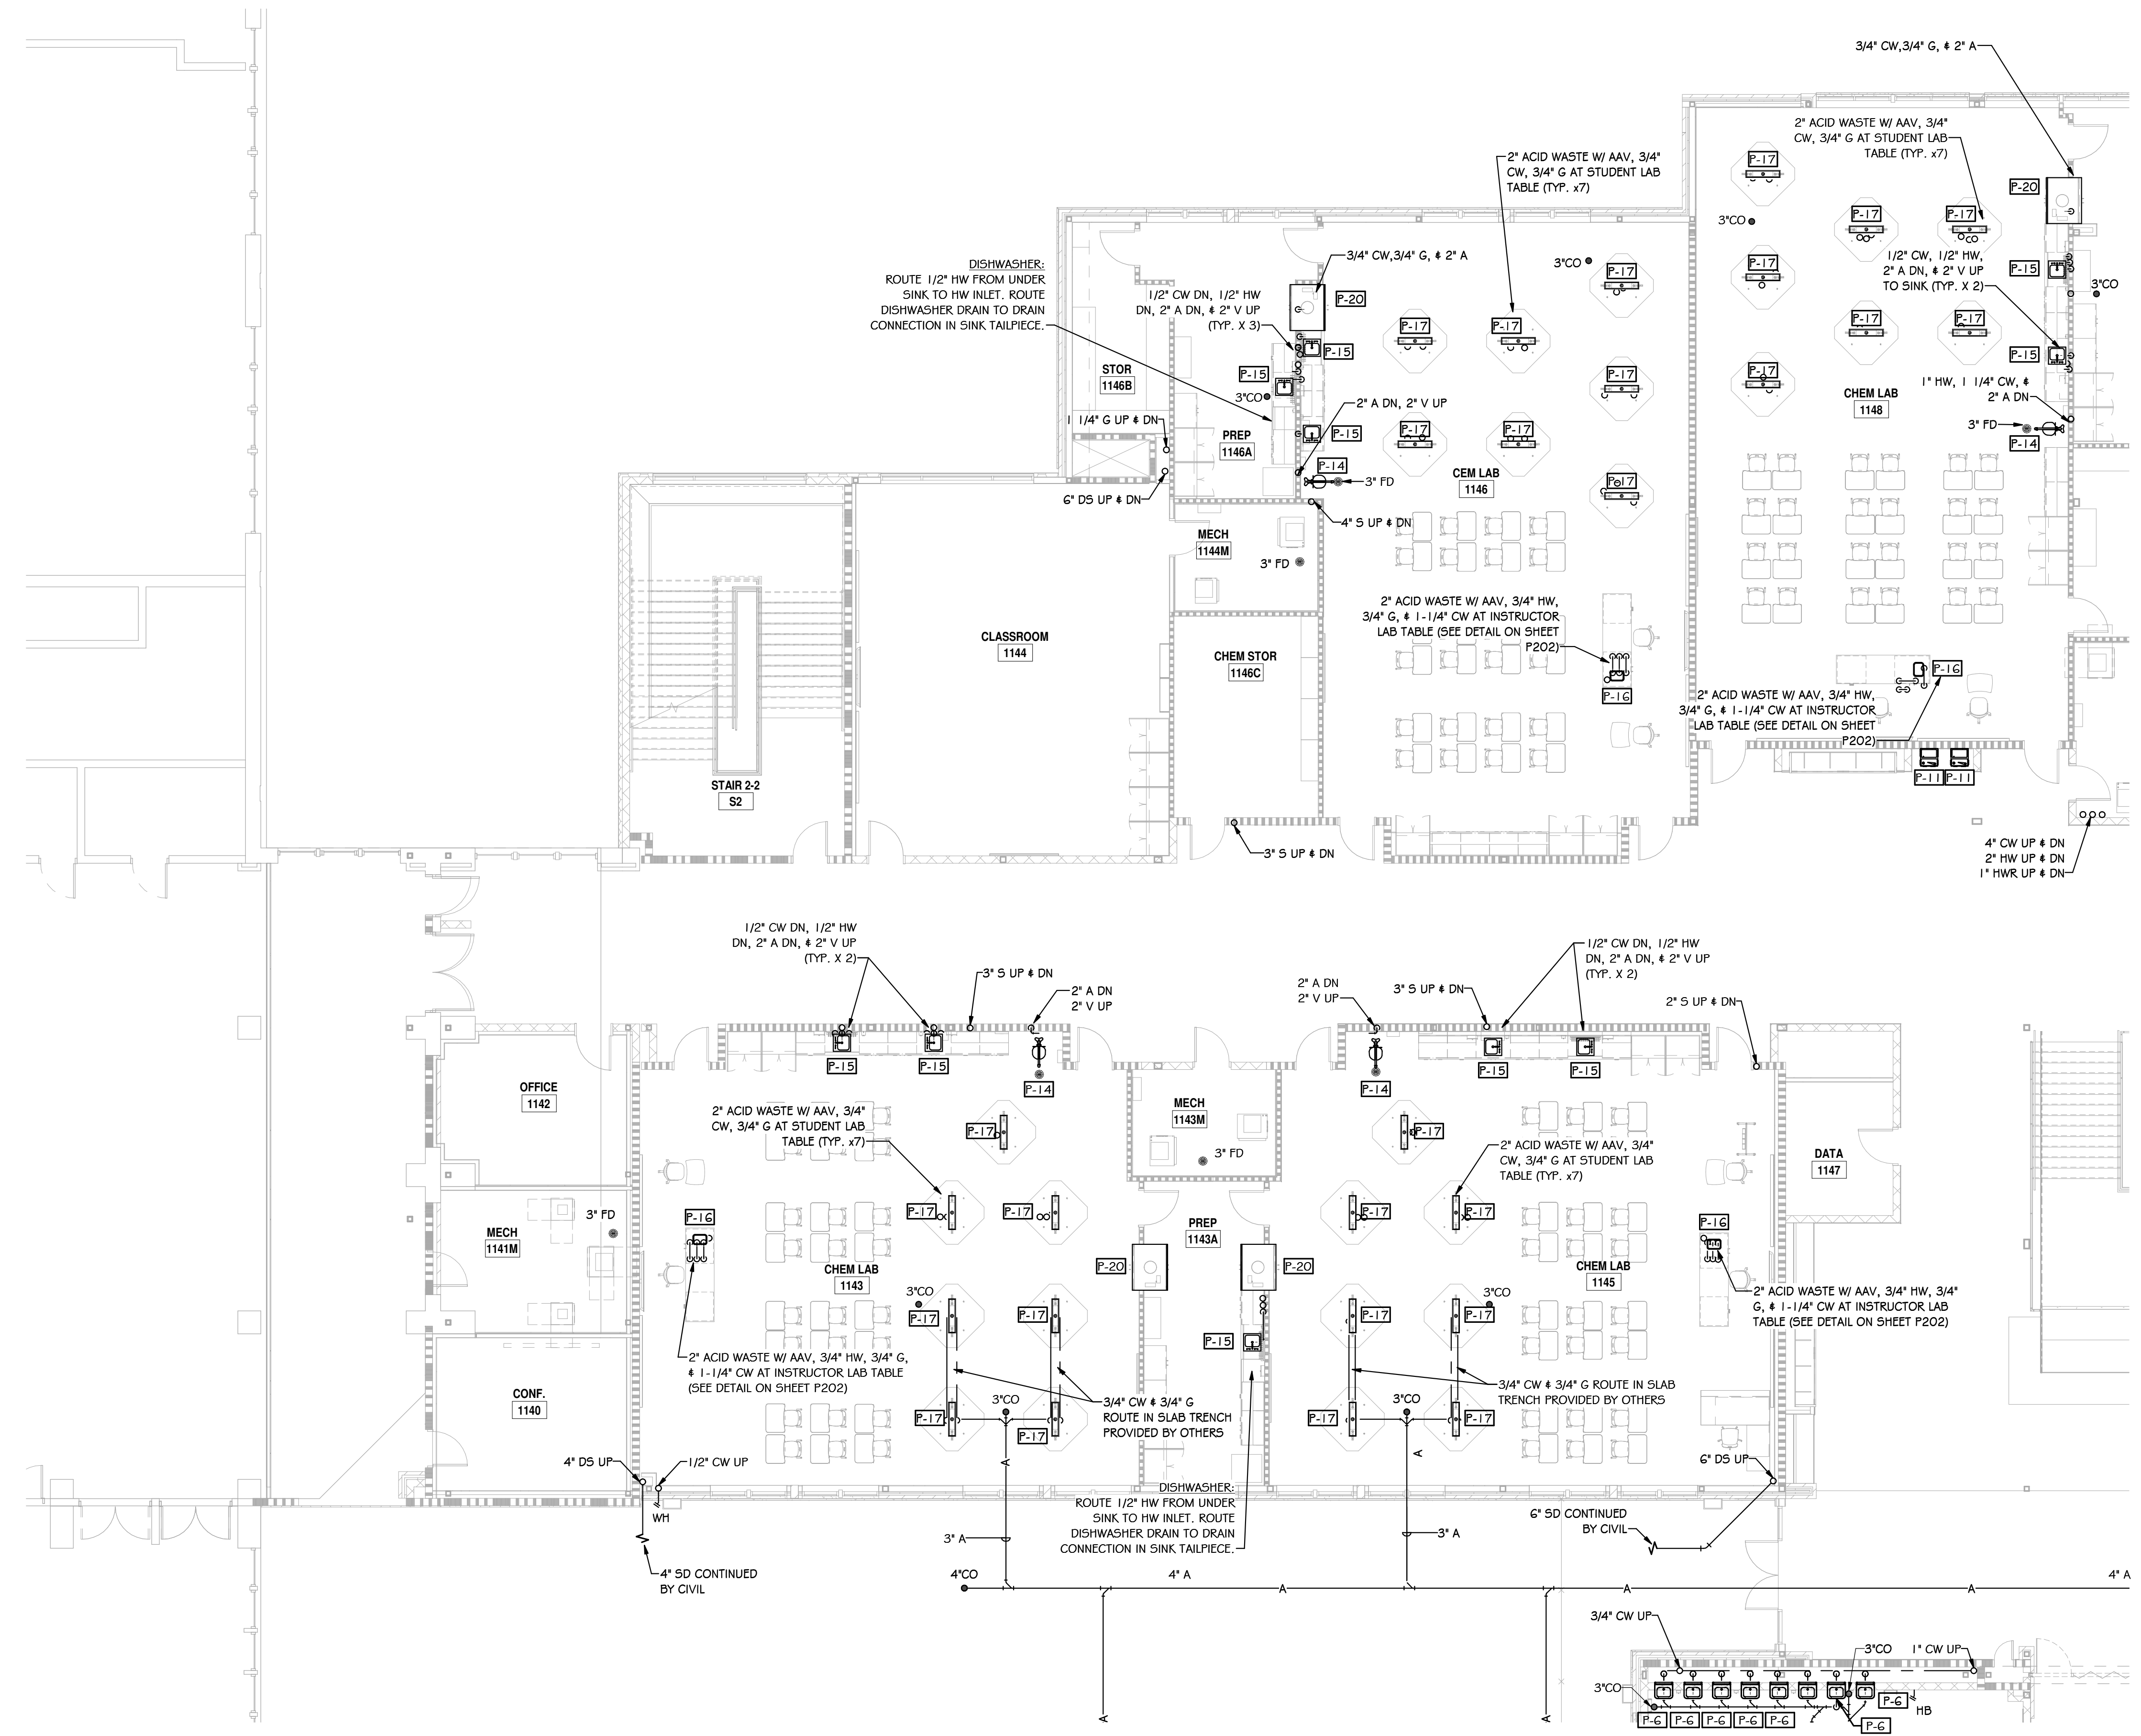 3/4" CW,3/4" G, & 2" A
2" ACID WASTE W/ AAV, 3/4"
CW, 3/4" G AT STUDENT LAB
TABLE (TYP. x7)
P-17
P-20
3"CO
P-17
P-17
P-17
1/2" CW, 1/2" HW,
2" A DN, & 2" V UP
TO SINK (TYP. X 2)
P-15
3"CO
P-17
P-17
P-15
P-17
CHEM LAB
1148
1" HW, 1 1/4" CW, &
2" A DN
3" FD
P-14
2" ACID WASTE W/ AAV, 3/4"
CW, 3/4" G AT STUDENT LAB
TABLE (TYP. x7)
DISHWASHER:
ROUTE 1/2" HW FROM UNDER
SINK TO HW INLET. ROUTE
DISHWASHER DRAIN TO DRAIN
CONNECTION IN SINK TAILPIECE.
3/4" CW,3/4" G, & 2" A
1/2" CW DN, 1/2" HW
DN, 2" A DN, & 2" V UP
(TYP. X 3)
P-20
3"CO
P-17
P-17
P-17
P-15
P-15
STOR
1146B
3"CO
P-17
2" A DN, 2" V UP
1 1/4" G UP & DN
PREP
1146A
P-15
P-17
P-17
P-14
3" FD
CEM LAB
1146
P-17
6" DS UP & DN
4" S UP & DN
MECH
1144M
3" FD
2" ACID WASTE W/ AAV, 3/4" HW,
3/4" G, & 1-1/4" CW AT INSTRUCTOR
LAB TABLE (SEE DETAIL ON SHEET
P202)
P-16
CLASSROOM
1144
CHEM STOR
1146C
P-16
2" ACID WASTE W/ AAV, 3/4" HW,
3/4" G, & 1-1/4" CW AT INSTRUCTOR
LAB TABLE (SEE DETAIL ON SHEET
P202)
P-11
P-11
STAIR 2-2
S2
3" S UP & DN
4" CW UP & DN
2" HW UP & DN
1" HWR UP & DN
1/2" CW DN, 1/2" HW
DN, 2" A DN, & 2" V UP
(TYP. X 2)
3" S UP & DN
2" A DN
2" V UP
2" A DN
2" V UP
3" S UP & DN
1/2" CW DN, 1/2" HW
DN, 2" A DN, & 2" V UP
(TYP. X 2)
2" S UP & DN
P-15
P-15
P-14
P-14
P-15
P-15
OFFICE
1142
2" ACID WASTE W/ AAV, 3/4"
CW, 3/4" G AT STUDENT LAB
TABLE (TYP. x7)
P-17
MECH
1143M
3" FD
P-17
2" ACID WASTE W/ AAV, 3/4"
CW, 3/4" G AT STUDENT LAB
TABLE (TYP. x7)
DATA
1147
P-17
P-17
P-17
P-17
P-16
P-16
MECH
1141M
3" FD
PREP
1143A
CHEM LAB
1143
P-20
P-20
CHEM LAB
1145
3"CO
P-17
P-17
P-17
3"CO
P-17
2" ACID WASTE W/ AAV, 3/4" HW, 3/4"
G, & 1-1/4" CW AT INSTRUCTOR LAB
TABLE (SEE DETAIL ON SHEET P202)
P-15
2" ACID WASTE W/ AAV, 3/4" HW, 3/4" G,
& 1-1/4" CW AT INSTRUCTOR LAB TABLE
(SEE DETAIL ON SHEET P202)
CONF.
1140
3/4" CW & 3/4" G
ROUTE IN SLAB TRENCH
PROVIDED BY OTHERS
3/4" CW & 3/4" G ROUTE IN SLAB
TRENCH PROVIDED BY OTHERS
P-17
3"CO
P-17
P-17
3"CO
P-17
A
A
4" DS UP
1/2" CW UP
WH
6" DS UP
DISHWASHER:
ROUTE 1/2" HW FROM UNDER
SINK TO HW INLET. ROUTE
DISHWASHER DRAIN TO DRAIN
CONNECTION IN SINK TAILPIECE.
3" A
3" A
6" SD CONTINUED
BY CIVIL
4" SD CONTINUED
BY CIVIL
4"CO
4" A
A
A
A
4" A
3/4" CW UP
3"CO
1" CW UP
3"CO
P-6
P-6
P-6
P-6
P-6
P-6
P-6
HB
A
A